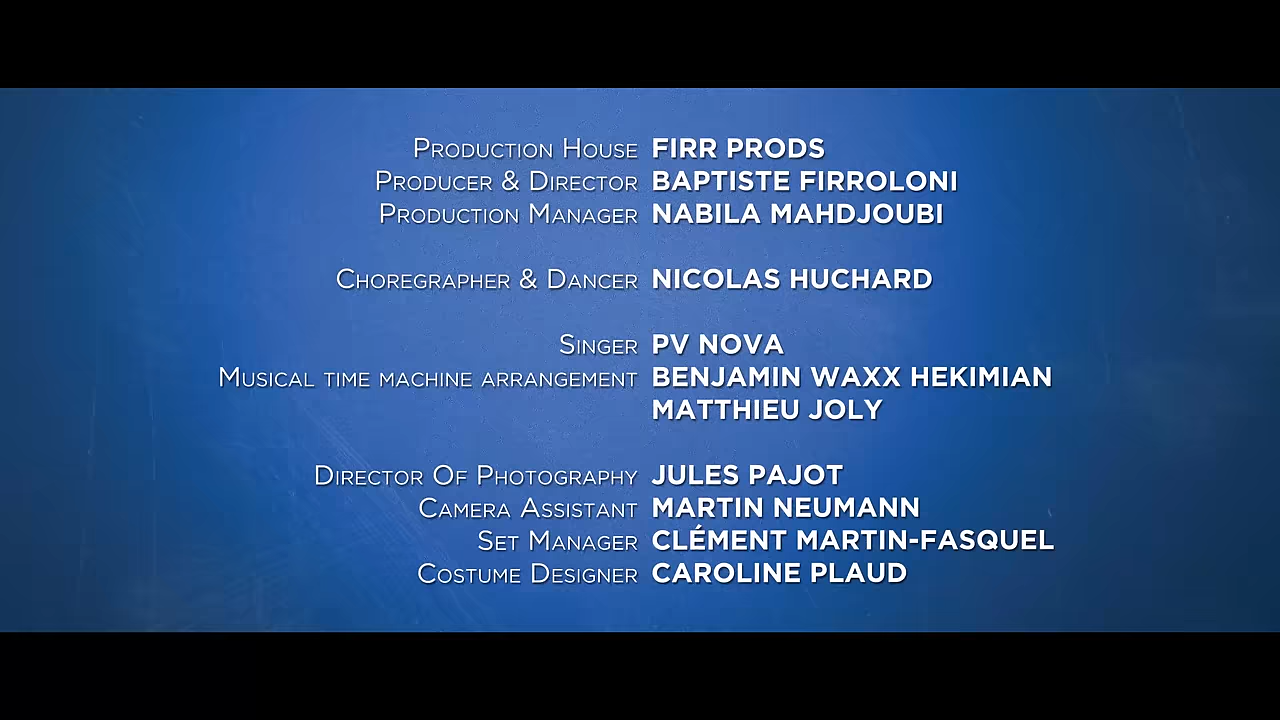 Production House FIRR PRODS
Producer & Director BAPTISTE FIRROLONI
Production Manager NABILA MAHDJOUBI
Choregrapher & Dancer NICOLAS HUCHARD
Singer PV NOVA
Musical time machine arrangement BENJAMIN WAXX HEKIMIAN
MATTHIEU JOLY
Director Of Photography JULES PAJOT
Camera Assistant MARTIN NEUMANN
Set Manager CLÉMENT MARTIN-FASQUEL
Costume Designer CAROLINE PLAUD